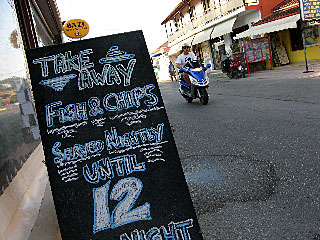 TAKE
AWAY
FISH & CHIPS
SERVED NIGHTLY
UNTIL
12
NIGHT